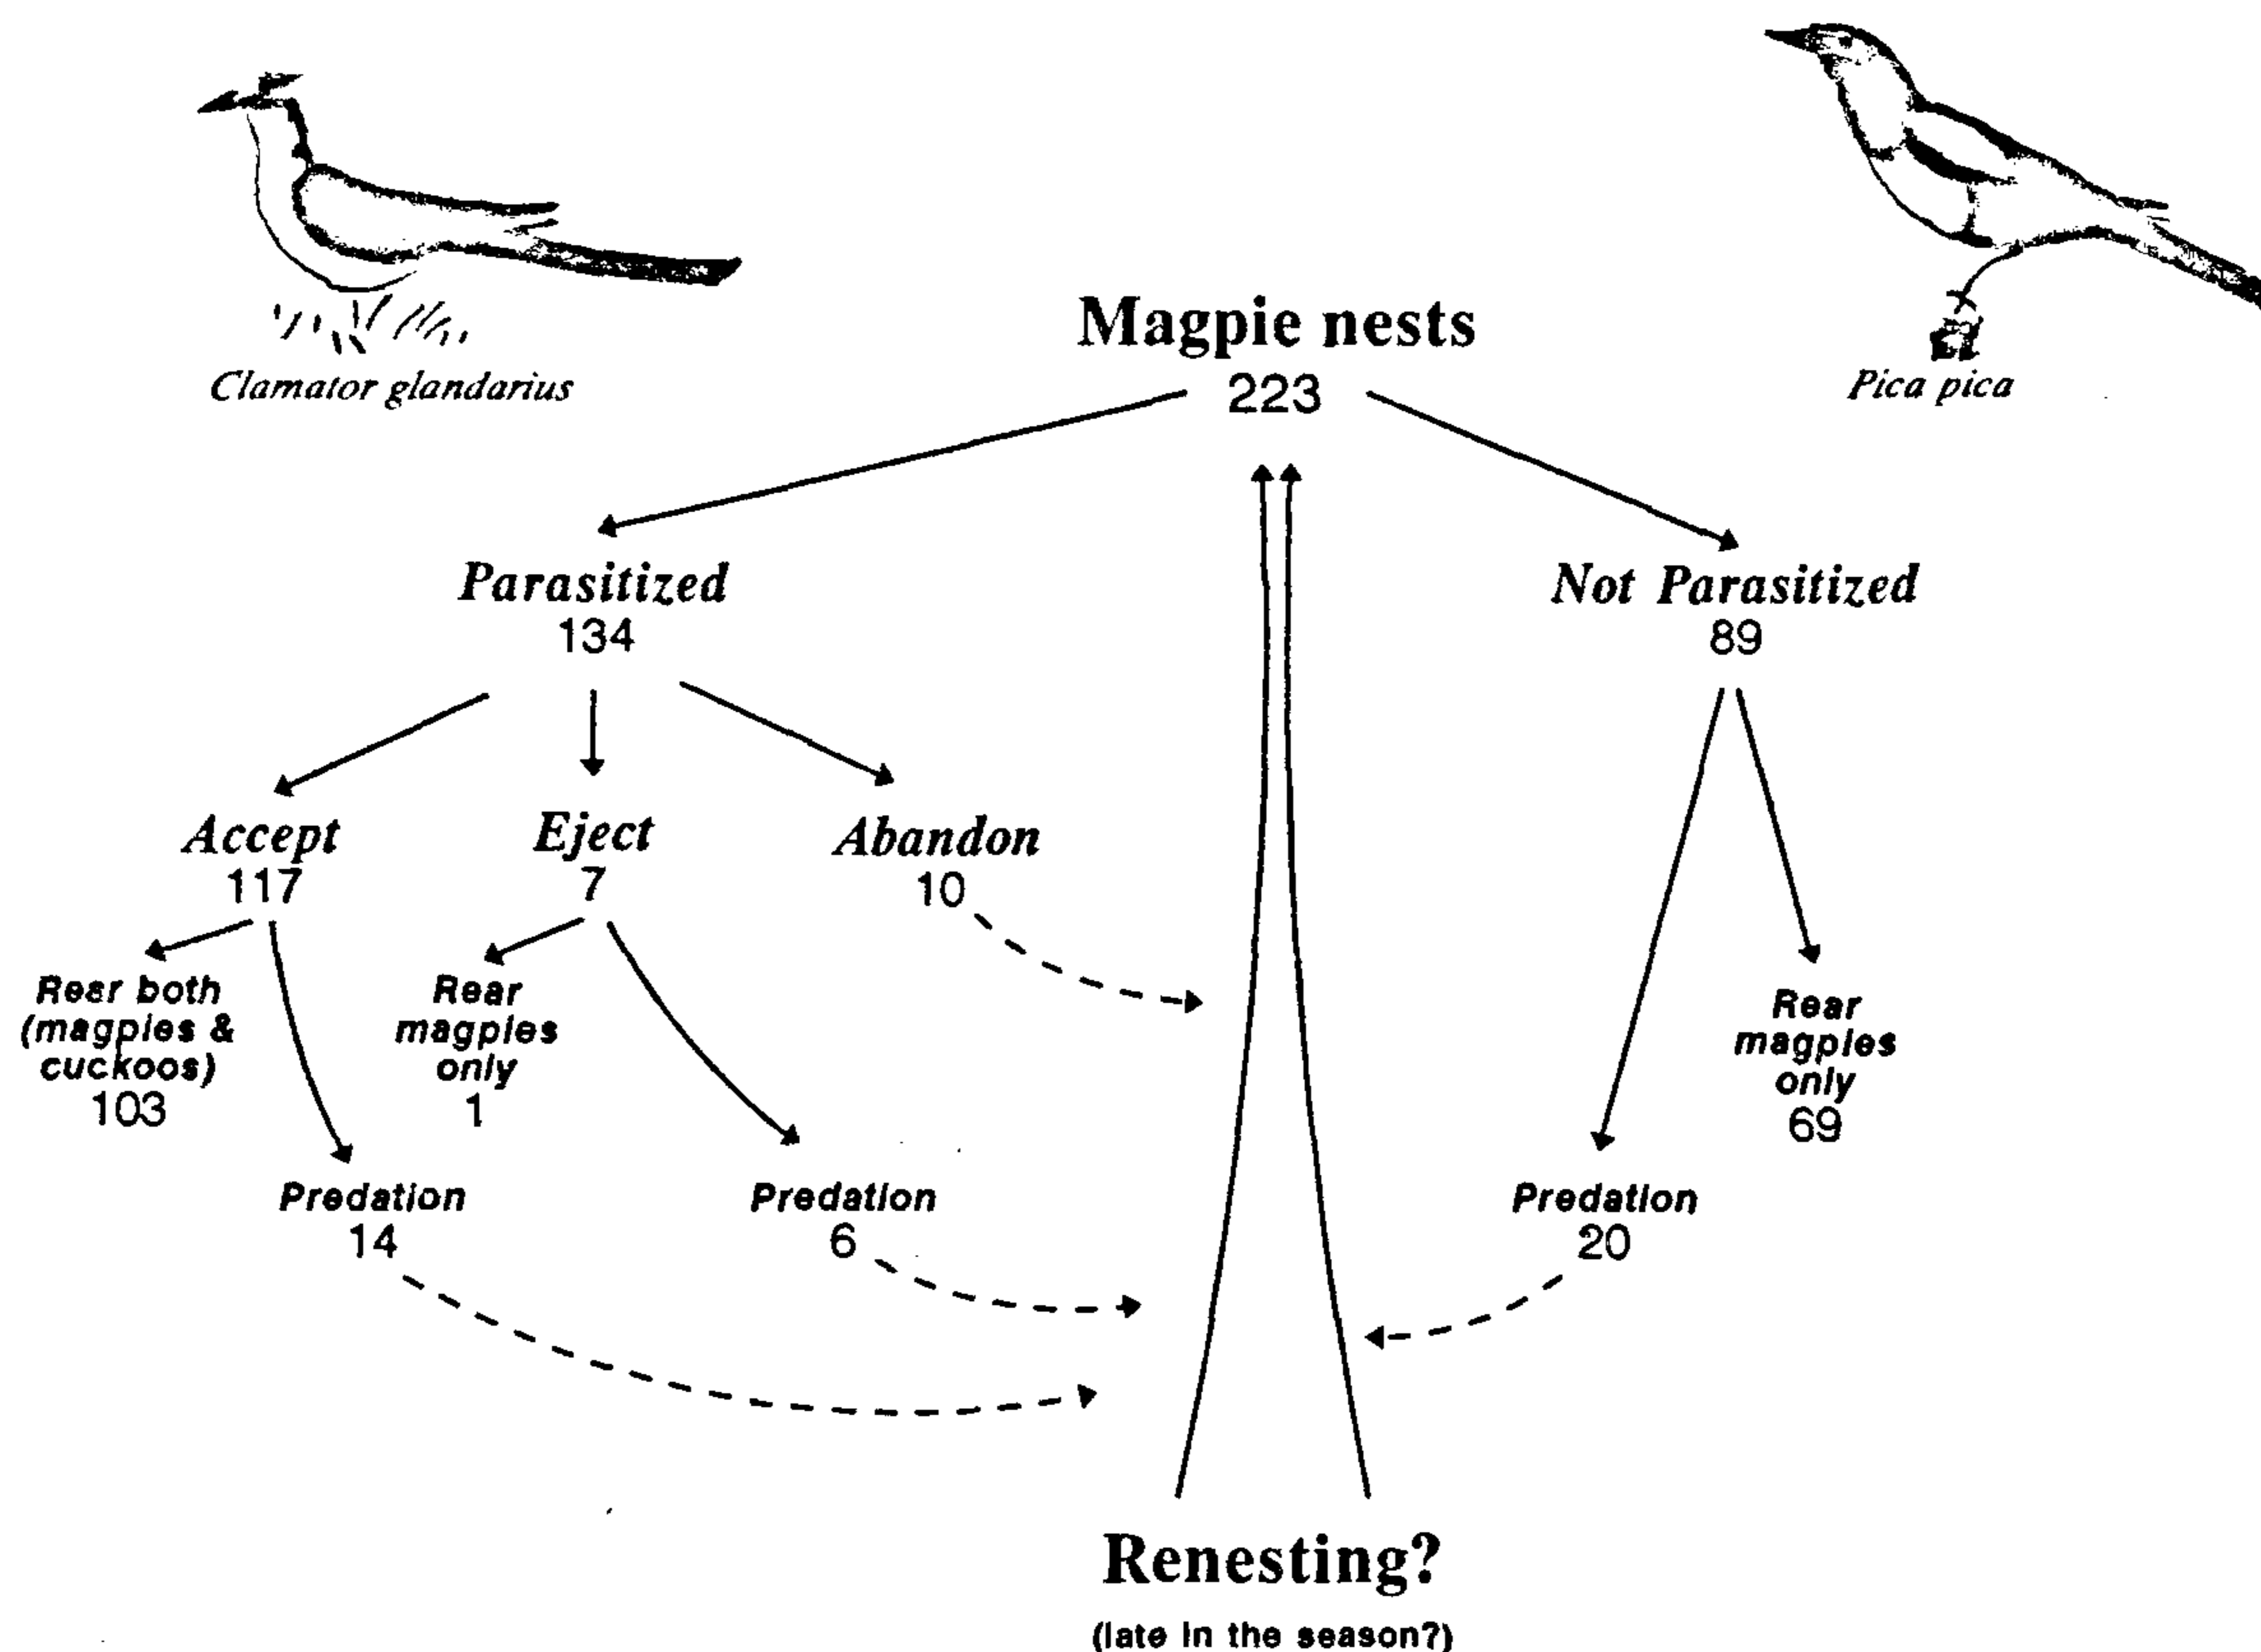 Clamator glandarius
Pica pica
Magpie nests
223
Parasitized
134
Not Parasitized
89
Accept
117
Eject
7
Abandon
10
Rear both
(magpies &
cuckoos)
103
Rear
magpies
only
1
Rear
magpies
only
69
Predation
14
Predation
6
Predation
20
Renesting?
(late in the season?)